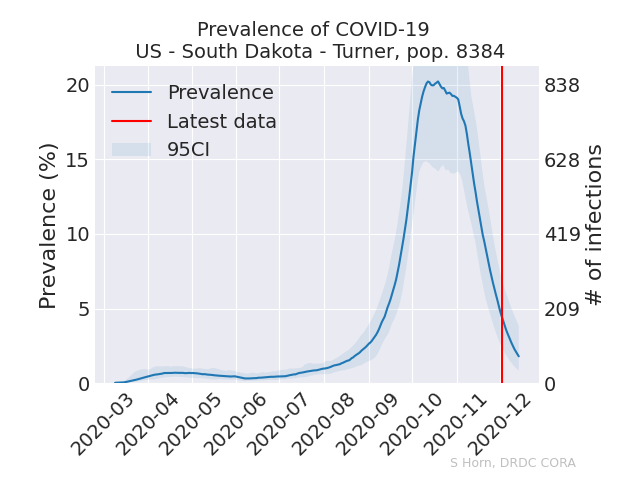 Prevalence of COVID-19
US - South Dakota - Turner, pop. 8384
Prevalence
Latest data
95CI
Prevalence (%)
20
15
10
5
0
838
628
419
209
0
# of infections
2020-03
2020-04
2020-05
2020-06
2020-07
2020-08
2020-09
2020-10
2020-11
2020-12
S Horn, DRDC CORA